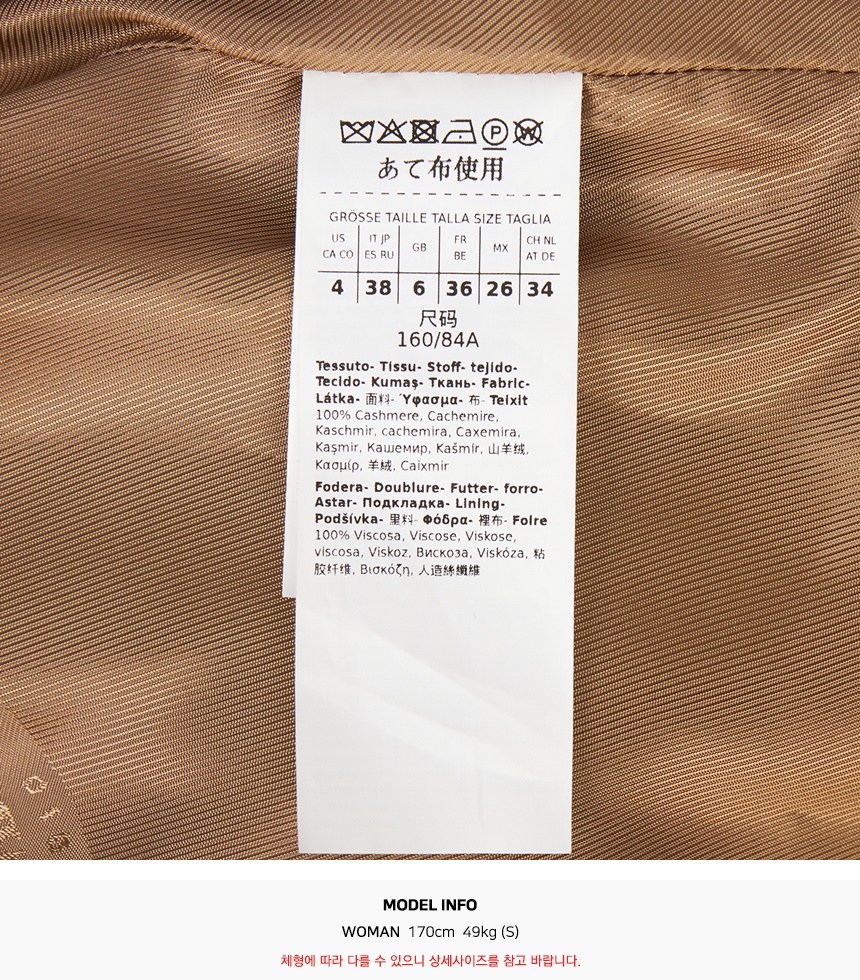 あて布使用
GRÖSSE TAILLE TALLA SIZE TAGLIA
US IT JP GB FR MX CH NL
CA CO ES RU BE AT DE
4 38 6 36 26 34
尺码
160/84A
Tessuto- Tissu- Stoff- tejido-
Tecido- Kumaş- Ткань- Fabric-
Látka- 面料- Ύφασμα- 布- Teixit
100% Cashmere, Cachemire,
Kaschmir, cachemira, Caxemira,
Kaşmir, Кашемир, Kašmír, 山羊绒,
Κασμίρ, 羊絨, Caixmir
Fodera- Doublure- Futter- forro-
Astar- Подкладка- Lining-
Podšívka- 里料- Φόδρα- 裡布- Folre
100% Viscosa, Viscose, Viskose,
viscosa, Viskoz, Вискоза, Viskóza, 粘
胶纤维, Βισκόζη, 人造絲纖維
MODEL INFO
WOMAN 170cm 49kg (S)
체형에 따라 다를 수 있으니 상세사이즈를 참고 바랍니다.